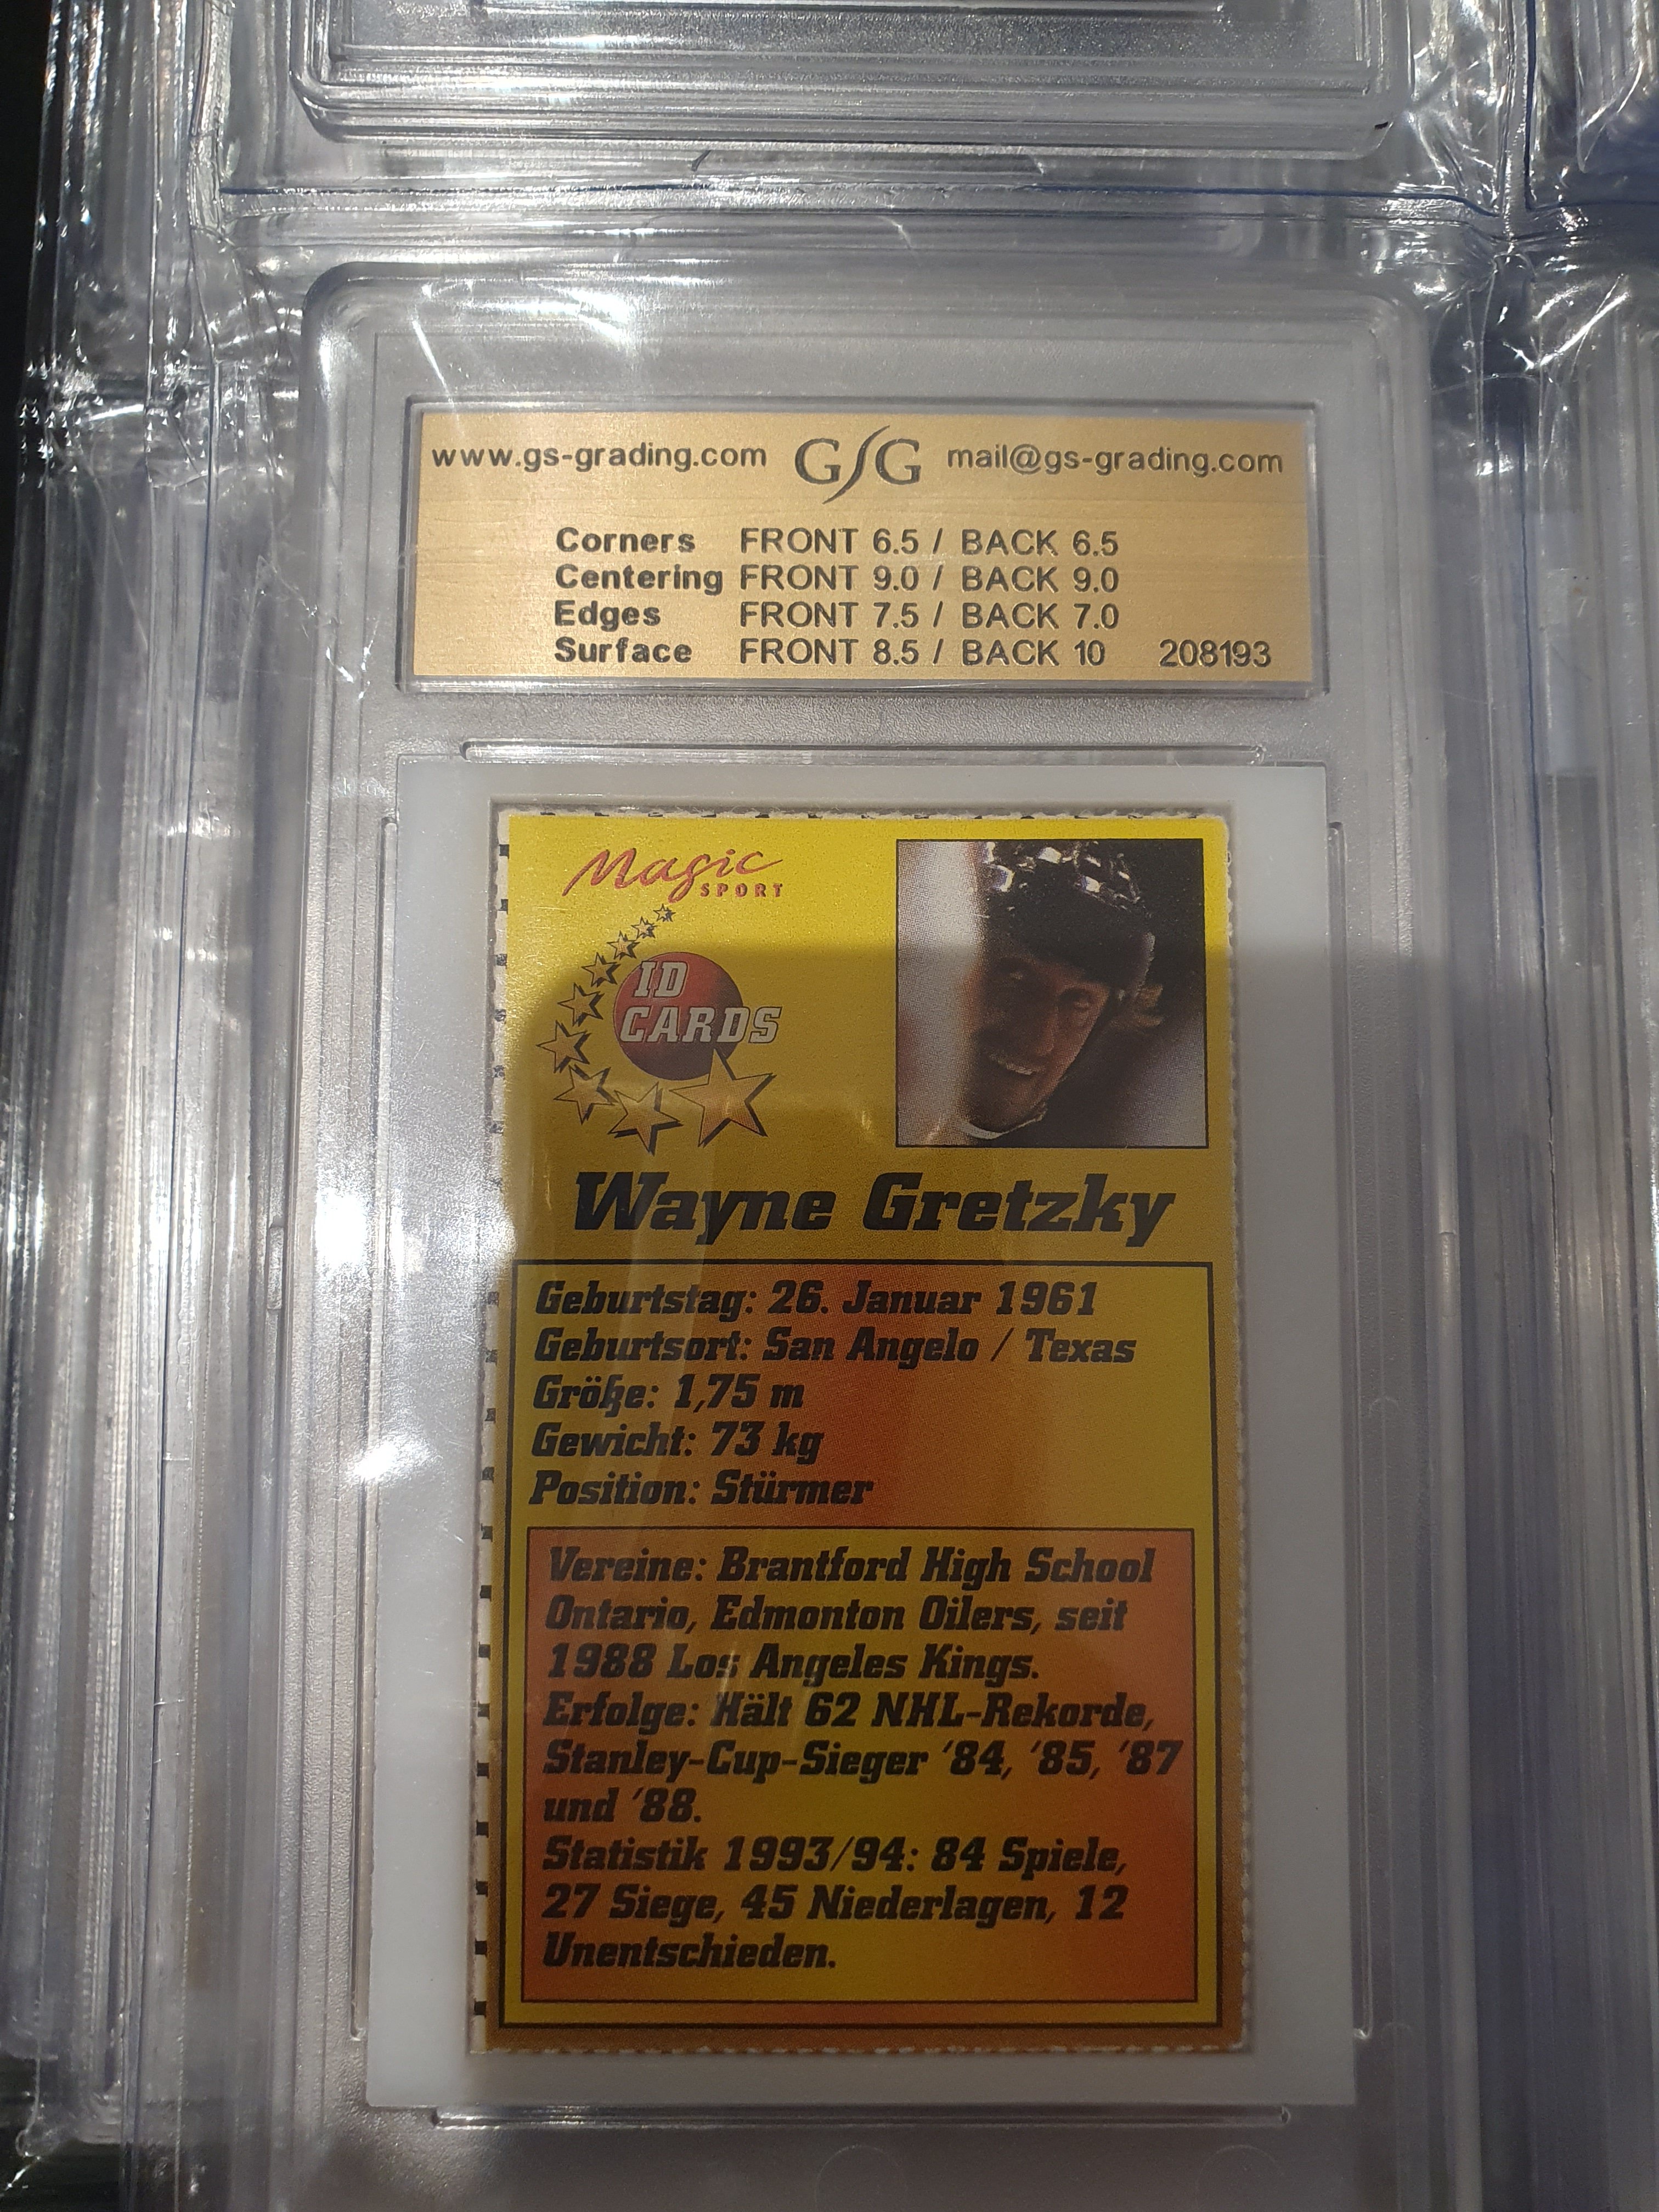 www.gs-grading.com GSG mail@gs-grading.com
Corners FRONT 6.5 / BACK 6.5
Centering FRONT 9.0 / BACK 9.0
Edges FRONT 7.5 / BACK 7.0
Surface FRONT 8.5 / BACK 10 208193
Magic
SPORT
ID
CARDS
Wayne Gretzky
Geburtstag: 26. Januar 1961
Geburtsort: San Angelo / Texas
Größe: 1,75 m
Gewicht: 73 kg
Position: Stürmer
Vereine: Brantford High School
Ontario, Edmonton Oilers, seit
1988 Los Angeles Kings.
Erfolge: Hält 62 NHL-Rekorde,
Stanley-Cup-Sieger '84, '85, '87
und '88.
Statistik 1993/94: 84 Spiele,
27 Siege, 45 Niederlagen, 12
Unentschieden.